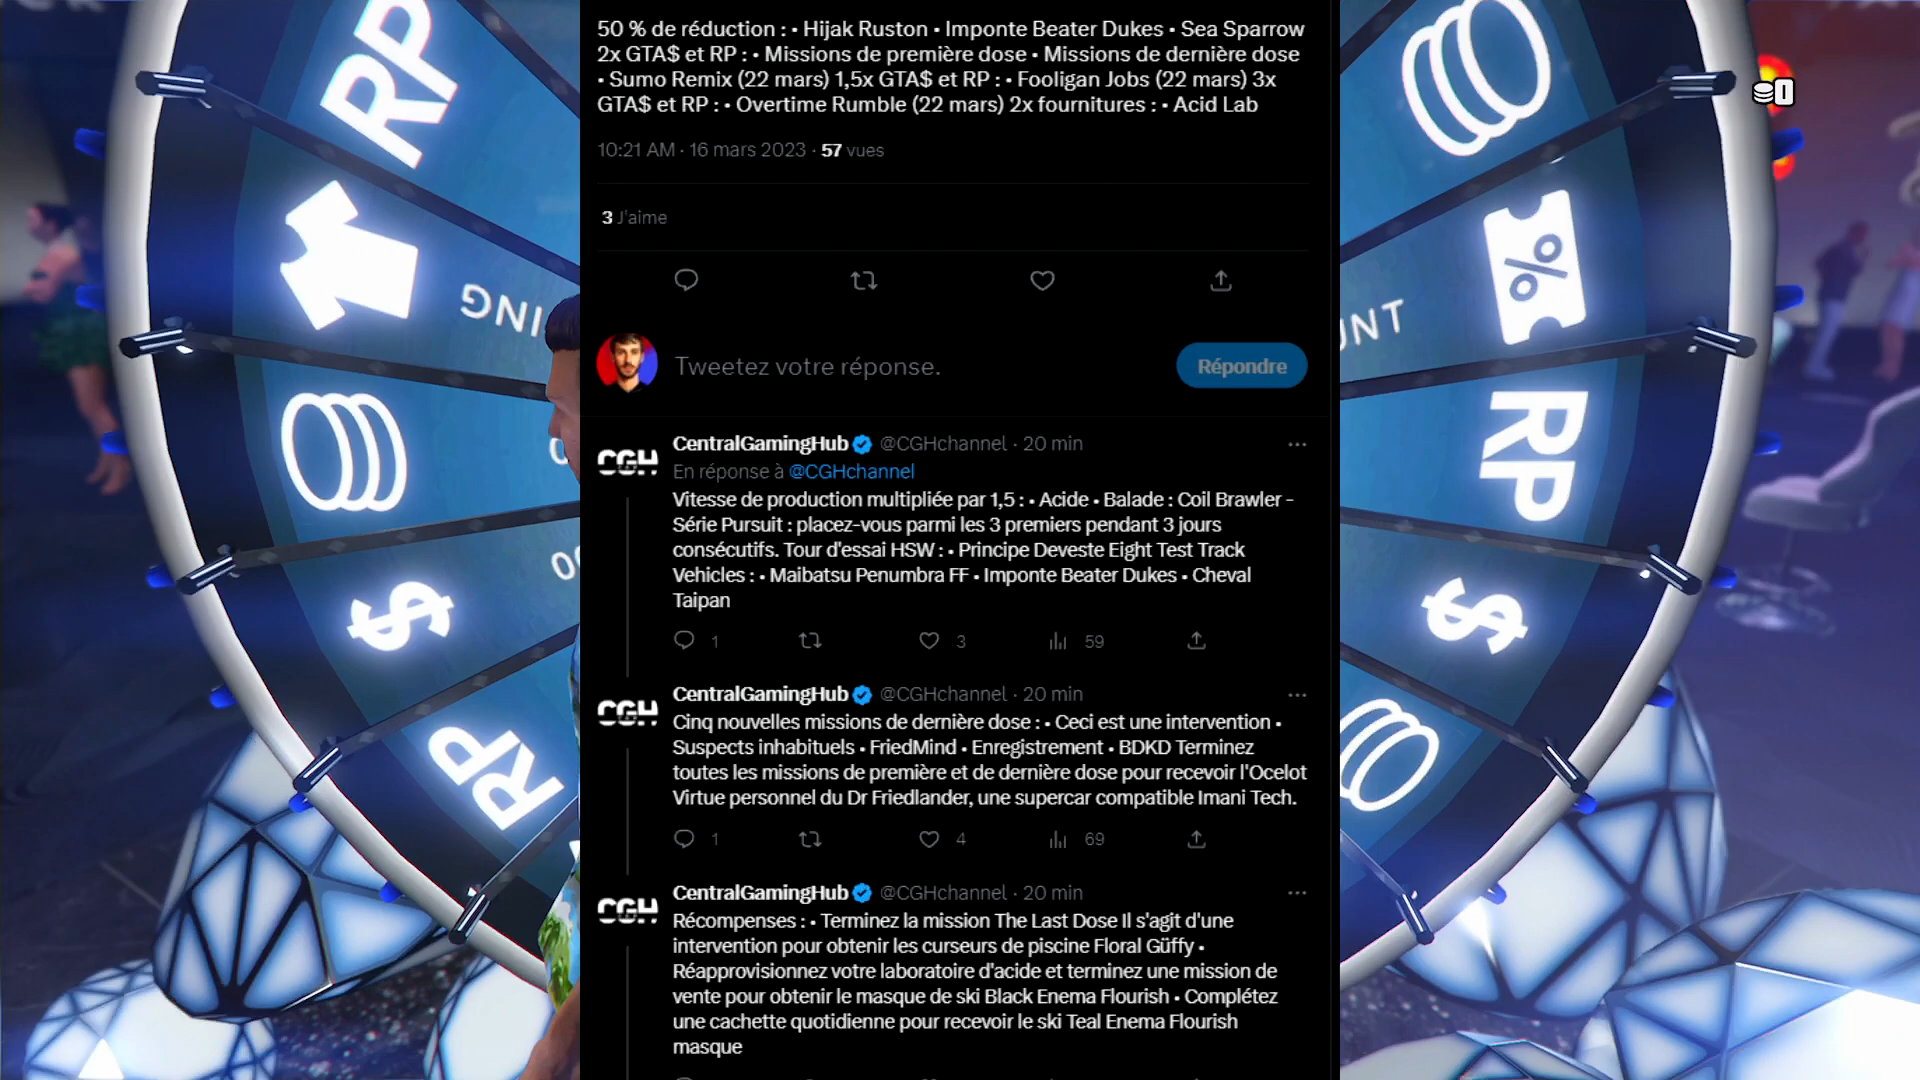 50 % de réduction : • Hijak Ruston • Imponte Beater Dukes • Sea Sparrow
2x GTA$ et RP : • Missions de première dose • Missions de dernière dose
• Sumo Remix (22 mars) 1,5x GTA$ et RP : • Fooligan Jobs (22 mars) 3x
GTA$ et RP : • Overtime Rumble (22 mars) 2x fournitures : • Acid Lab
10:21 AM · 16 mars 2023 · 57 vues
3 J'aime
Tweetez votre réponse.
Répondre
CGH
CentralGamingHub @CGHchannel · 20 min
En réponse à @CGHchannel
Vitesse de production multipliée par 1,5 : • Acide • Balade : Coil Brawler -
Série Pursuit : placez-vous parmi les 3 premiers pendant 3 jours
consécutifs. Tour d'essai HSW : • Principe Deveste Eight Test Track
Vehicles : • Maibatsu Penumbra FF • Imponte Beater Dukes • Cheval
Taipan
1 3 59
CGH
CentralGamingHub @CGHchannel · 20 min
Cinq nouvelles missions de dernière dose : • Ceci est une intervention •
Suspects inhabituels • FriedMind • Enregistrement • BDKD Terminez
toutes les missions de première et de dernière dose pour recevoir l'Ocelot
Virtue personnel du Dr Friedlander, une supercar compatible Imani Tech.
1 4 69
CGH
CentralGamingHub @CGHchannel · 20 min
Récompenses : • Terminez la mission The Last Dose Il s'agit d'une
intervention pour obtenir les curseurs de piscine Floral Güffy •
Réapprovisionnez votre laboratoire d'acide et terminez une mission de
vente pour obtenir le masque de ski Black Enema Flourish • Complétez
une cachette quotidienne pour recevoir le ski Teal Enema Flourish
masque
RP
$
RP
%
RP
$